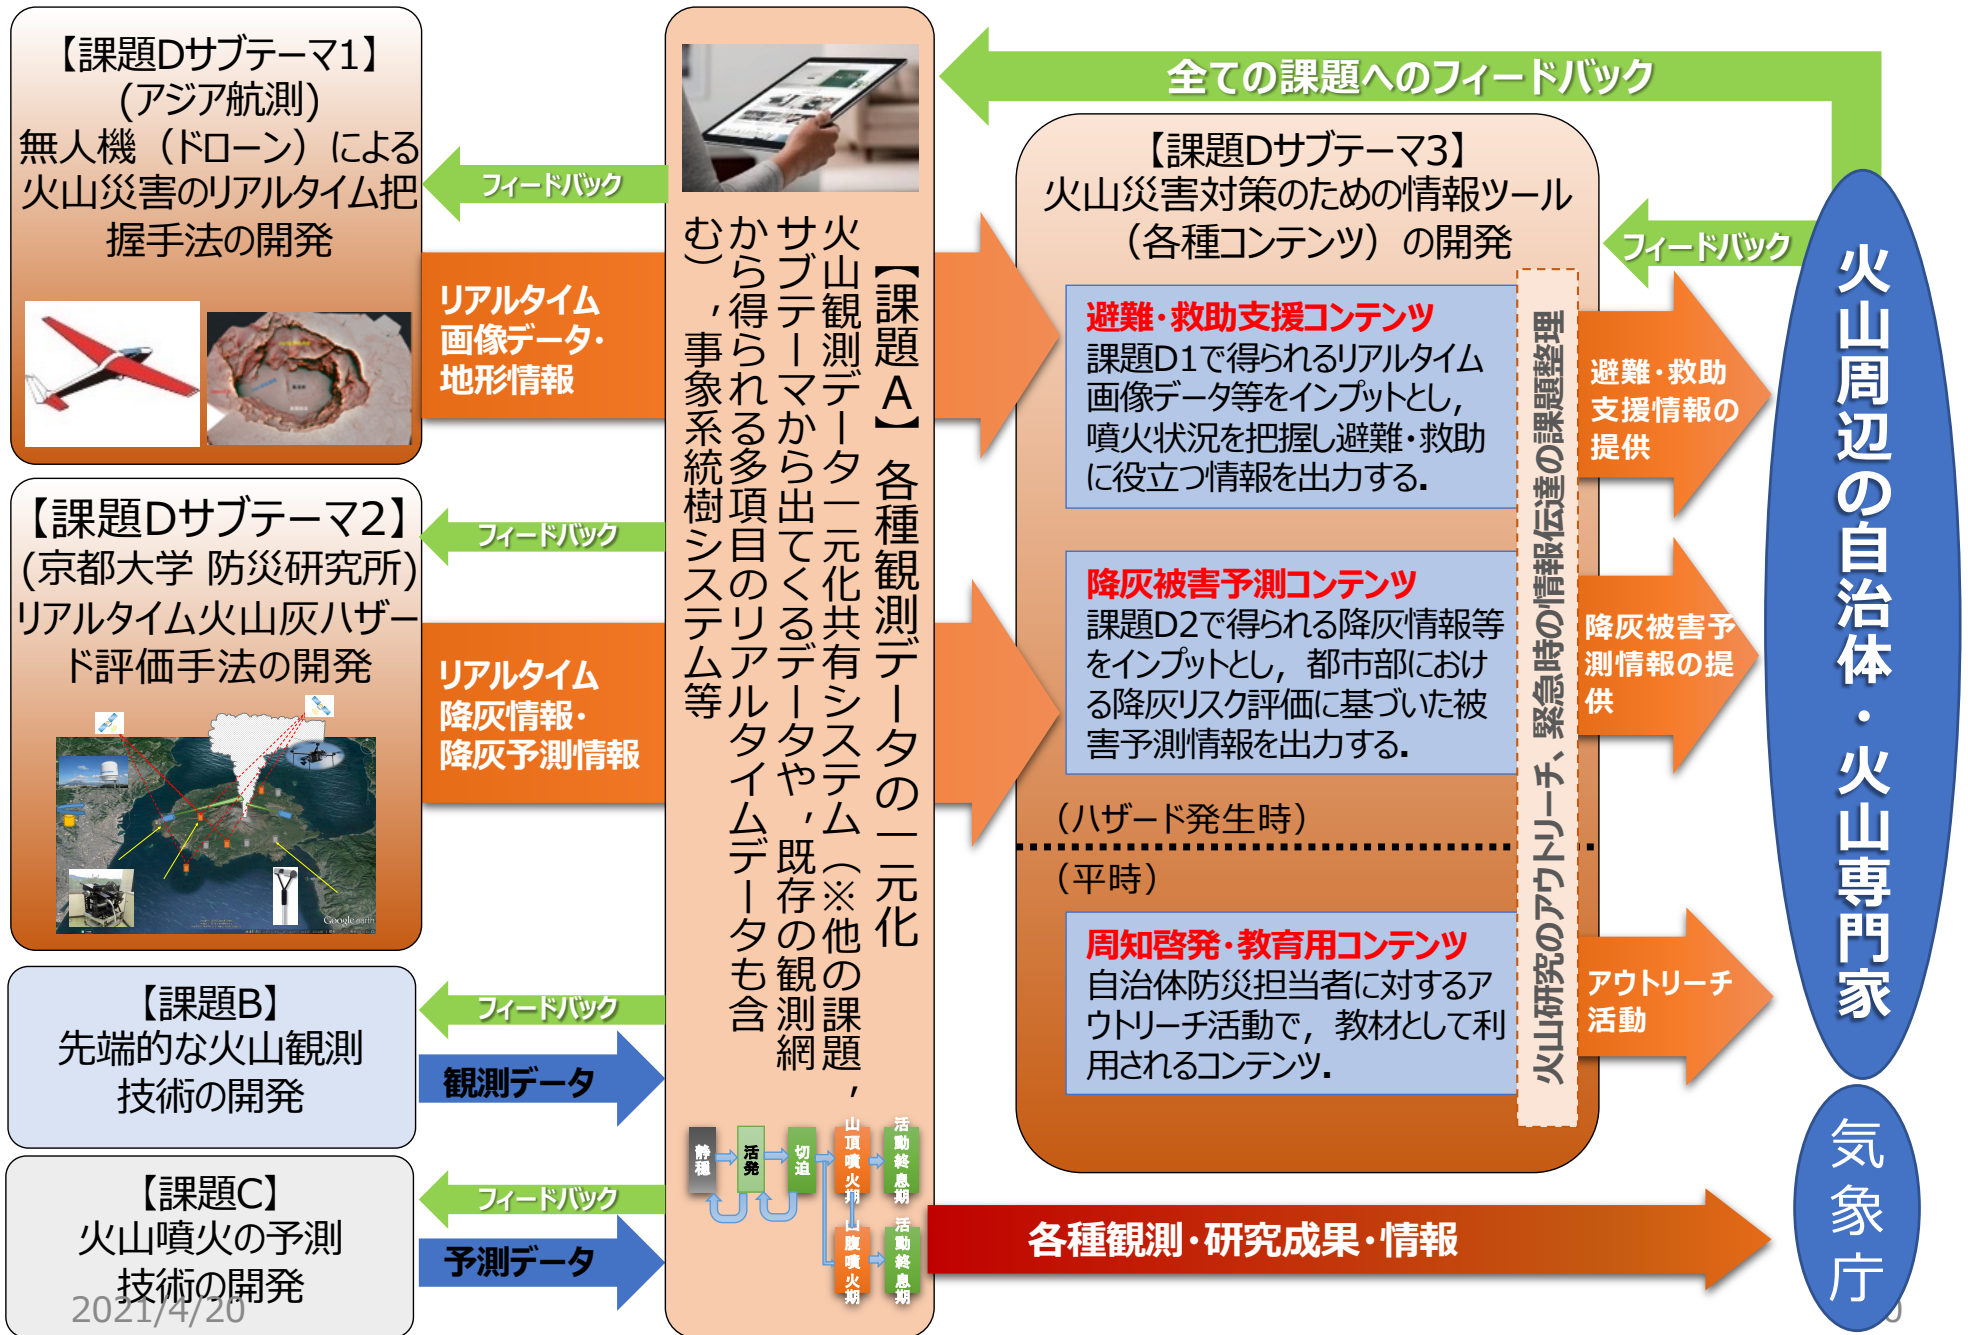 【課題Dサブテーマ1】
(アジア航測)
無人機（ドローン）による
火山災害のリアルタイム把
握手法の開発
フィードバック
リアルタイム
画像データ・
地形情報
【課題Dサブテーマ2】
(京都大学 防災研究所)
リアルタイム火山灰ハザー
ド評価手法の開発
Google earth
フィードバック
リアルタイム
降灰情報・
降灰予測情報
【課題B】
先端的な火山観測
技術の開発
フィードバック
観測データ
【課題C】
火山噴火の予測
技術の開発
フィードバック
予測データ
2021/4/20
【課題A】各種観測データの一元化
火山観測データ一元化共有システム（※他の課題，
サブテーマから出てくるデータや，既存の観測網
から得られる多項目のリアルタイムデータも含
む），事象系統樹システム等
静穏
活発
切迫
山頂噴火期
活動終息期
山腹噴火期
活動終息期
全ての課題へのフィードバック
【課題Dサブテーマ3】
火山災害対策のための情報ツール
（各種コンテンツ）の開発
フィードバック
避難・救助支援コンテンツ
課題D1で得られるリアルタイム
画像データ等をインプットとし，
噴火状況を把握し避難・救助
に役立つ情報を出力する.
降灰被害予測コンテンツ
課題D2で得られる降灰情報等
をインプットとし，都市部におけ
る降灰リスク評価に基づいた被
害予測情報を出力する.
（ハザード発生時）
（平時）
周知啓発・教育用コンテンツ
自治体防災担当者に対するア
ウトリーチ活動で，教材として利
用されるコンテンツ.
火山研究のアウトリーチ、緊急時の情報伝達の課題整理
避難・救助
支援情報の
提供
降灰被害予
測情報の提
供
アウトリーチ
活動
各種観測・研究成果・情報
火山周辺の自治体・火山専門家
気象庁
0